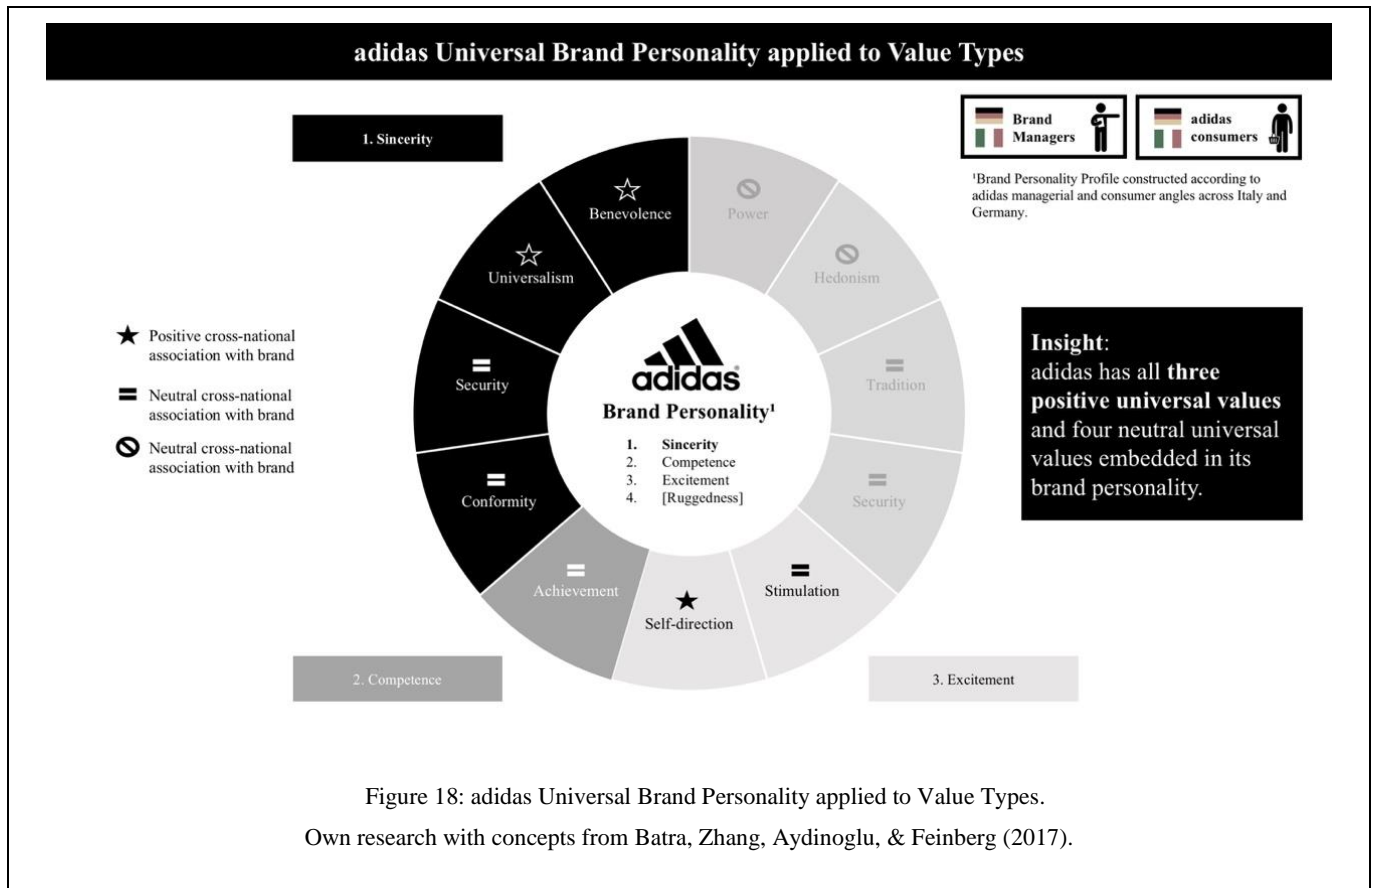 adidas Universal Brand Personality applied to Value Types
1. Sincerity
Brand
Managers
adidas
consumers
¹Brand Personality Profile constructed according to
adidas managerial and consumer angles across Italy and
Germany.
Benevolence
Power
Universalism
Hedonism
Security
Tradition
Conformity
Security
Achievement
Stimulation
Self-direction
adidas
Brand Personality¹
1. Sincerity
2. Competence
3. Excitement
4. [Ruggedness]
Positive cross-national
association with brand
Neutral cross-national
association with brand
Neutral cross-national
association with brand
Insight:
adidas has all three
positive universal values
and four neutral universal
values embedded in its
brand personality.
2. Competence
3. Excitement
Figure 18: adidas Universal Brand Personality applied to Value Types.
Own research with concepts from Batra, Zhang, Aydinoglu, & Feinberg (2017).